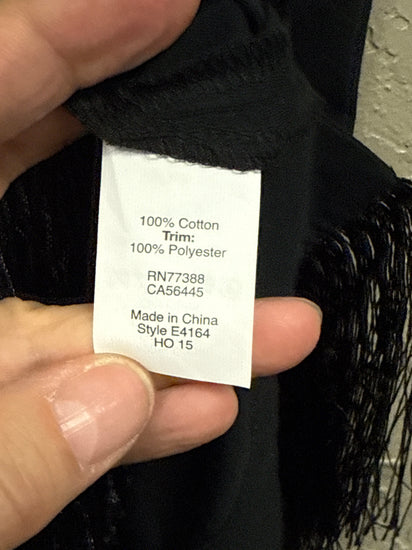 100% Cotton
Trim:
100% Polyester
RN77388
CA56445
Made in China
Style E4164
HO 15